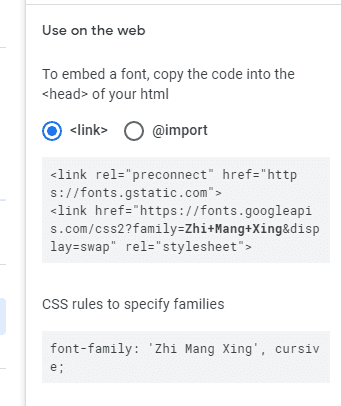 Use on the web
To embed a font, copy the code into the
<head> of your html
<link>
@import
<link rel="preconnect" href="http
s://fonts.gstatic.com">
<link href="https://fonts.googleapi
s.com/css2?family=Zhi+Mang+Xing&disp
lay=swap" rel="stylesheet">
CSS rules to specify families
font-family: 'Zhi Mang Xing', cursiv
e;